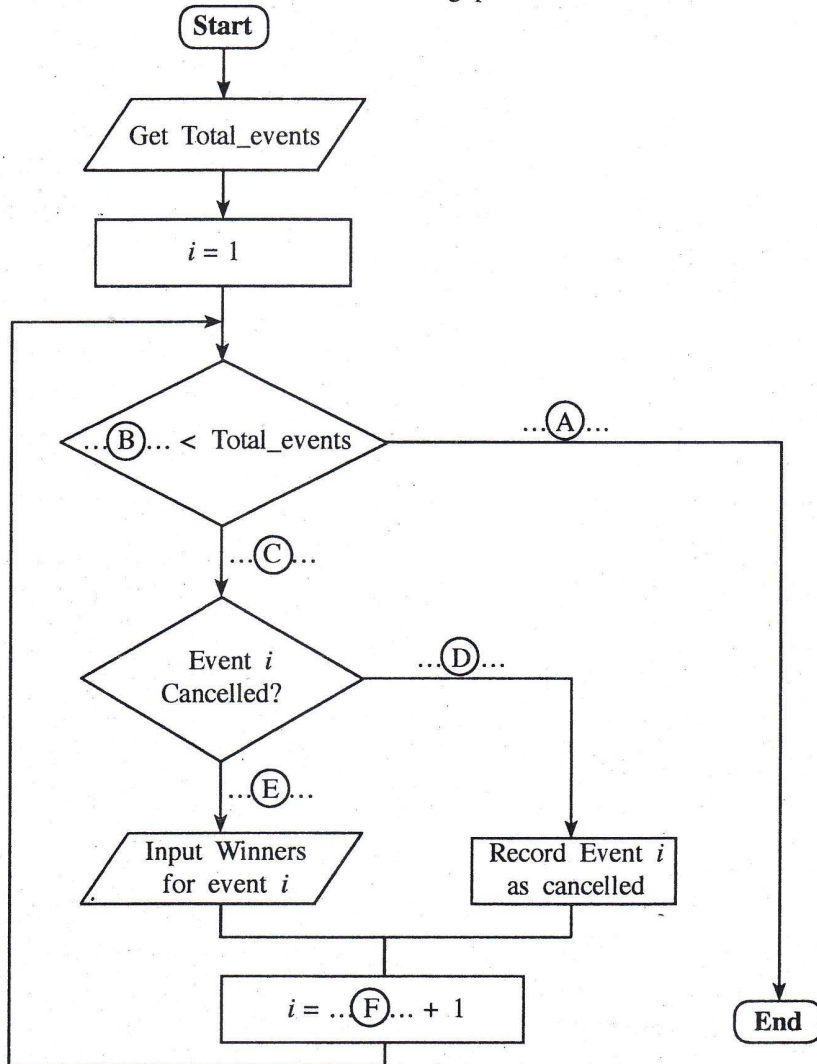 Start
Get Total_events
i = 1
...Ⓑ... < Total_events
...Ⓐ...
...Ⓒ...
Event i
Cancelled?
...Ⓓ...
...Ⓔ...
Input Winners
for event i
Record Event i
as cancelled
i = ...Ⓕ... + 1
End